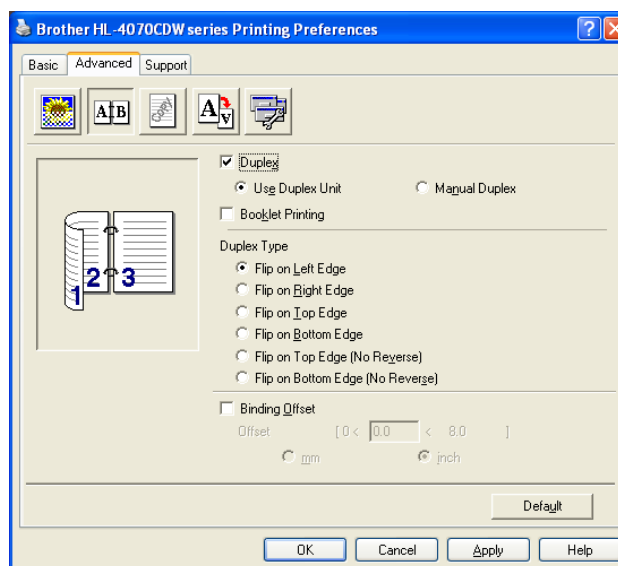 Brother HL-4070CDW series Printing Preferences
Basic Advanced Support
A B
A A
Duplex
Use Duplex Unit Manual Duplex
Booklet Printing
Duplex Type
Flip on Left Edge
Flip on Right Edge
Flip on Top Edge
Flip on Bottom Edge
Flip on Top Edge (No Reverse)
Flip on Bottom Edge (No Reverse)
1 2 3
Binding Offset
Offset [ 0 < 0.0 < 8.0 ]
mm inch
Default
OK Cancel Apply Help